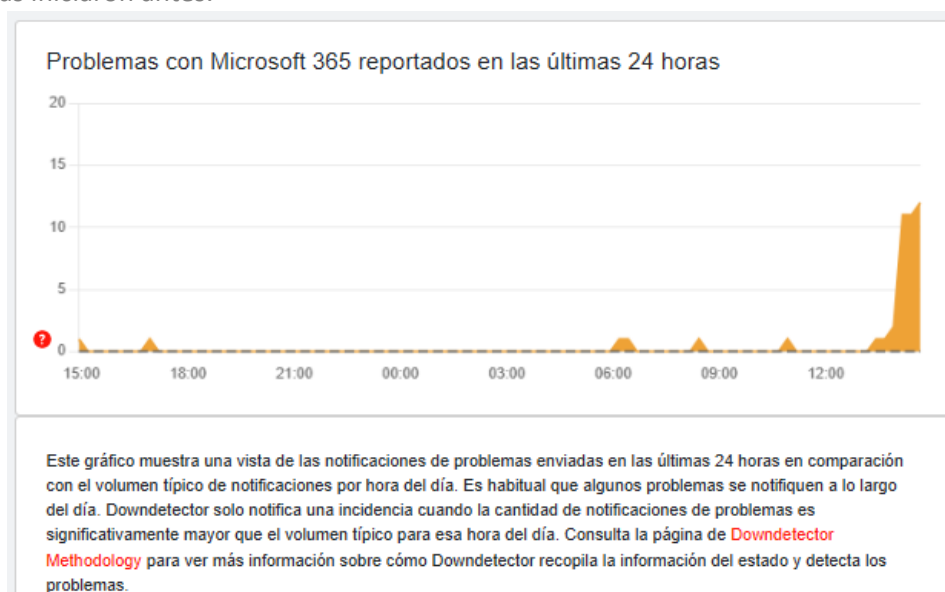 Problemas con Microsoft 365 reportados en las últimas 24 horas
20
15
10
5
?
0
15:00 18:00 21:00 00:00 03:00 06:00 09:00 12:00
Este gráfico muestra una vista de las notificaciones de problemas enviadas en las últimas 24 horas en comparación
con el volumen típico de notificaciones por hora del día. Es habitual que algunos problemas se notifiquen a lo largo
del día. Downdetector solo notifica una incidencia cuando la cantidad de notificaciones de problemas es
significativamente mayor que el volumen típico para esa hora del día. Consulta la página de Downdetector
Methodology para ver más información sobre cómo Downdetector recopila la información del estado y detecta los
problemas.